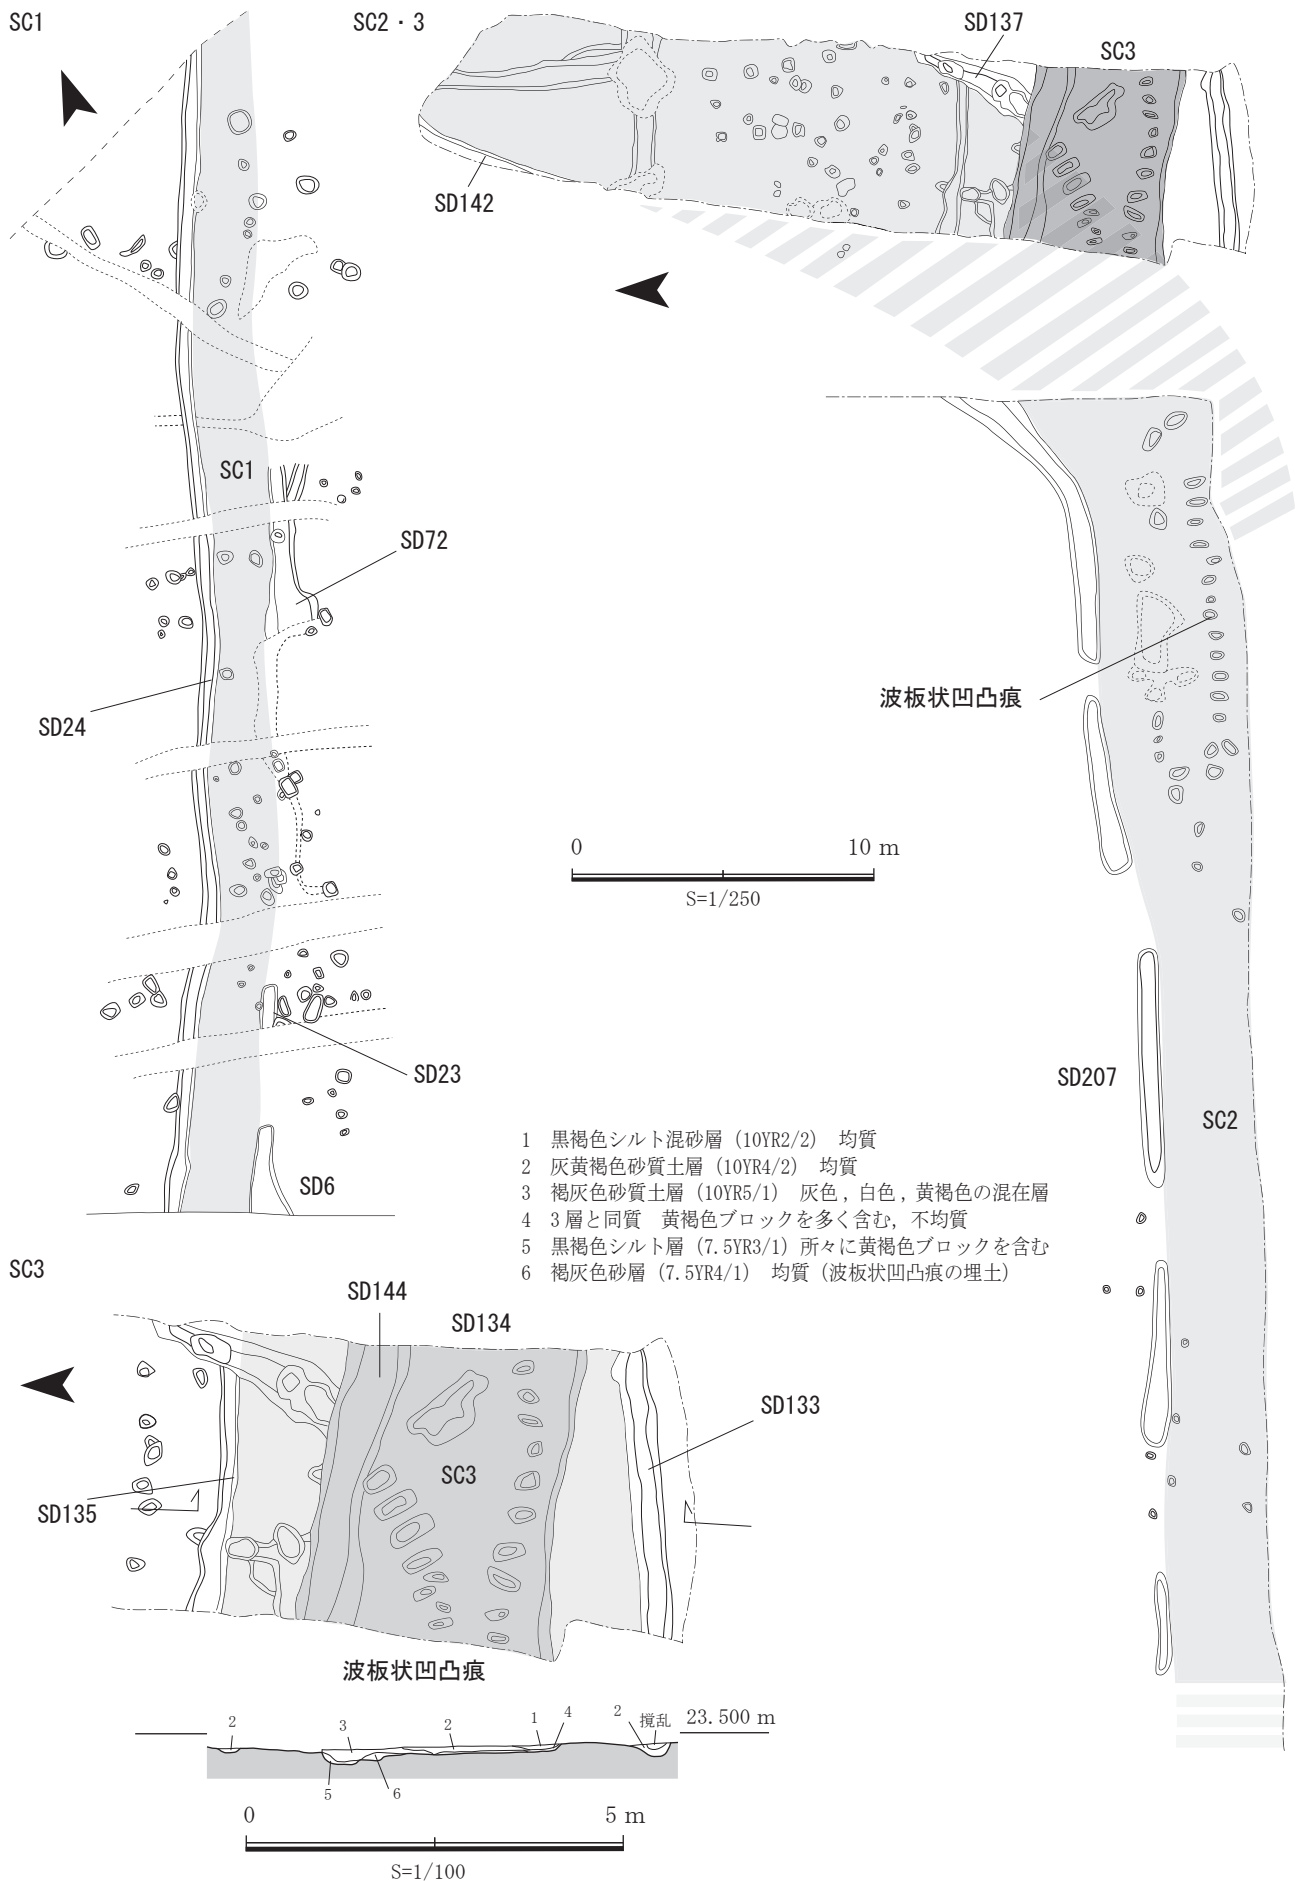 SC1
SC2・3
SD137
SC3
SD142
SC1
SD72
SD24
波板状凹凸痕
0 10 m
S=1/250
SD23
SD207
SC2
SD6
1 黒褐色シルト混砂層（10YR2/2） 均質
2 灰黄褐色砂質土層（10YR4/2） 均質
3 褐灰色砂質土層（10YR5/1） 灰色，白色，黄褐色の混在層
4 3層と同質 黄褐色ブロックを多く含む，不均質
5 黒褐色シルト層（7.5YR3/1）所々に黄褐色ブロックを含む
6 褐灰色砂層（7.5YR4/1） 均質（波板状凹凸痕の埋土）
SC3
SD144
SD134
SD133
SC3
SD135
波板状凹凸痕
2 3 2 1 4 2 撹乱 23.500 m
5 6
0 5 m
S=1/100